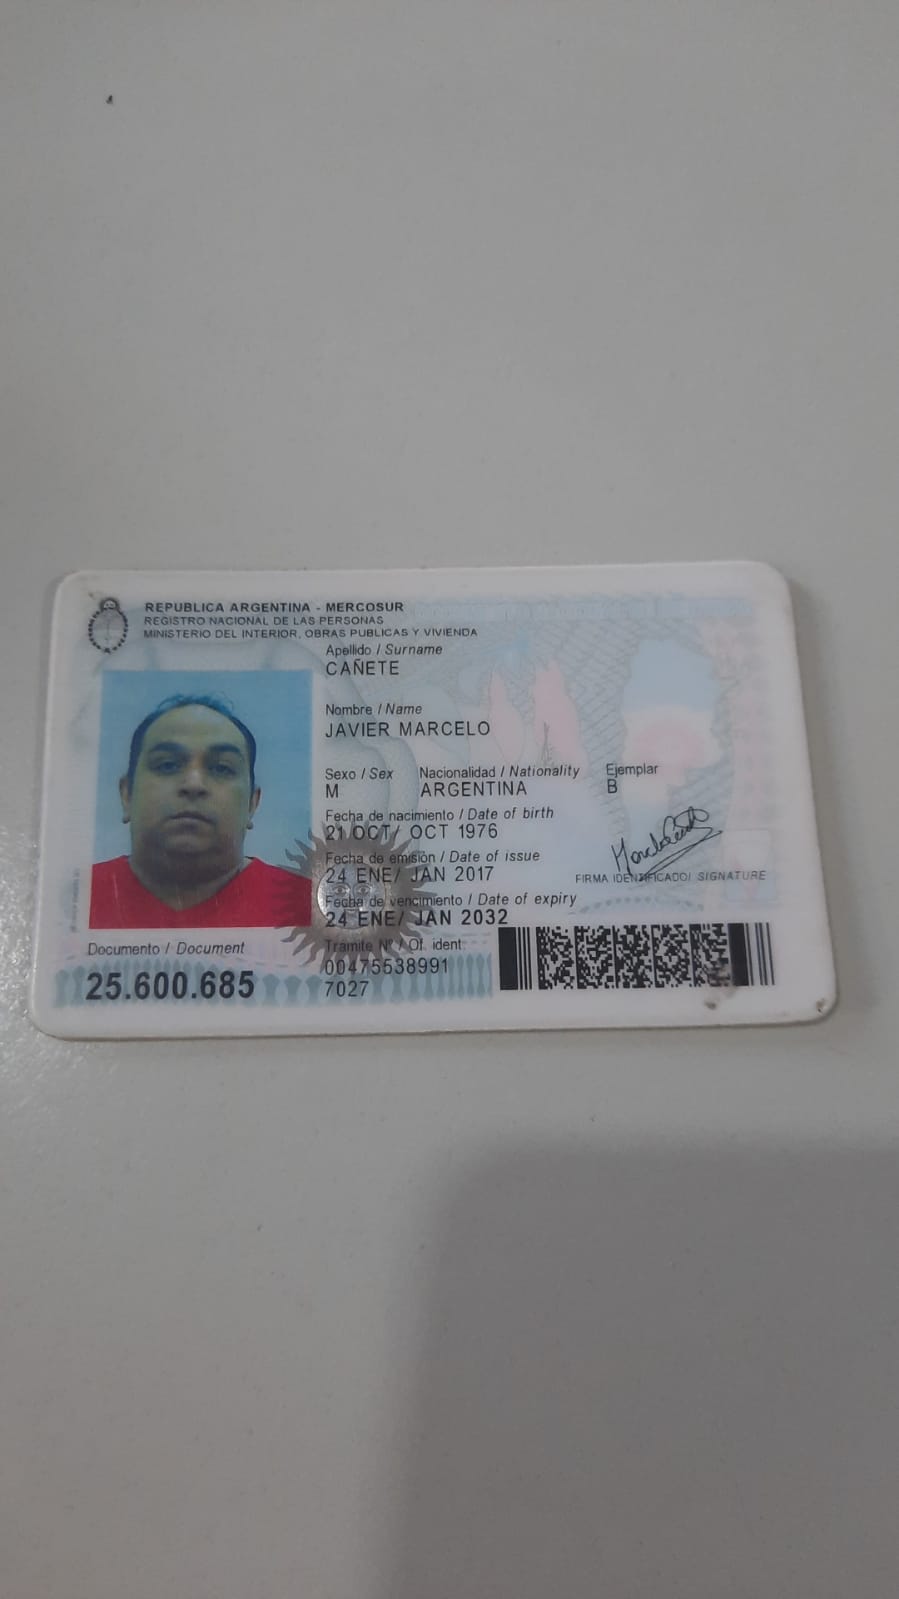 REPUBLICA ARGENTINA - MERCOSUR
REGISTRO NACIONAL DE LAS PERSONAS
MINISTERIO DEL INTERIOR, OBRAS PUBLICAS Y VIVIENDA
Apellido / Surname
CAÑETE
Nombre / Name
JAVIER MARCELO
Sexo / Sex Nacionalidad / Nationality Ejemplar
M ARGENTINA B
Fecha de nacimiento / Date of birth
21 OCT/ OCT 1976
Fecha de emisión / Date of issue
24 ENE/ JAN 2017
FIRMA IDENTIFICADO/ SIGNATURE
Fecha de vencimiento / Date of expiry
24 ENE/ JAN 2032
Documento / Document
25.600.685
Tramite Nº / Of. ident.
00475538991
7027